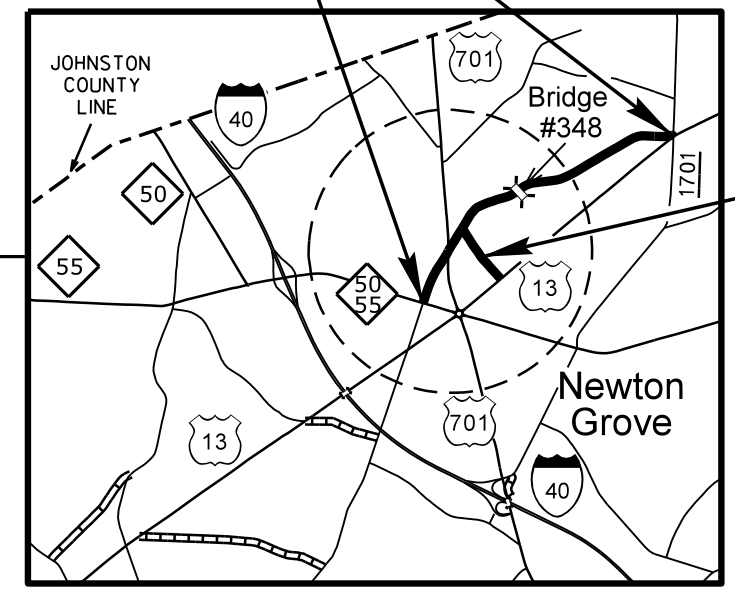 JOHNSTON
COUNTY
LINE
40
701
Bridge
#348
1701
50
55
50
55
13
Newton
Grove
701
13
40